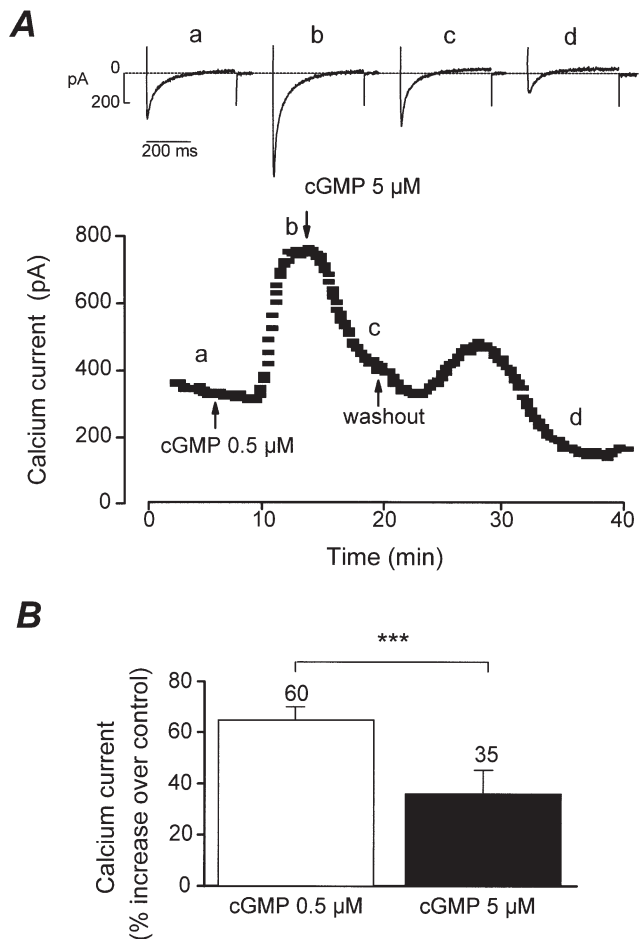 A
a b c d
pA 0
200
200 ms
cGMP 5 µM
Calcium current (pA)
800
600
400
200
0
a
b
c
d
cGMP 0.5 µM
washout
0 10 20 30 40
Time (min)
B
***
Calcium current
(% increase over control)
80
60
40
20
0
60
35
cGMP 0.5 µM cGMP 5 µM